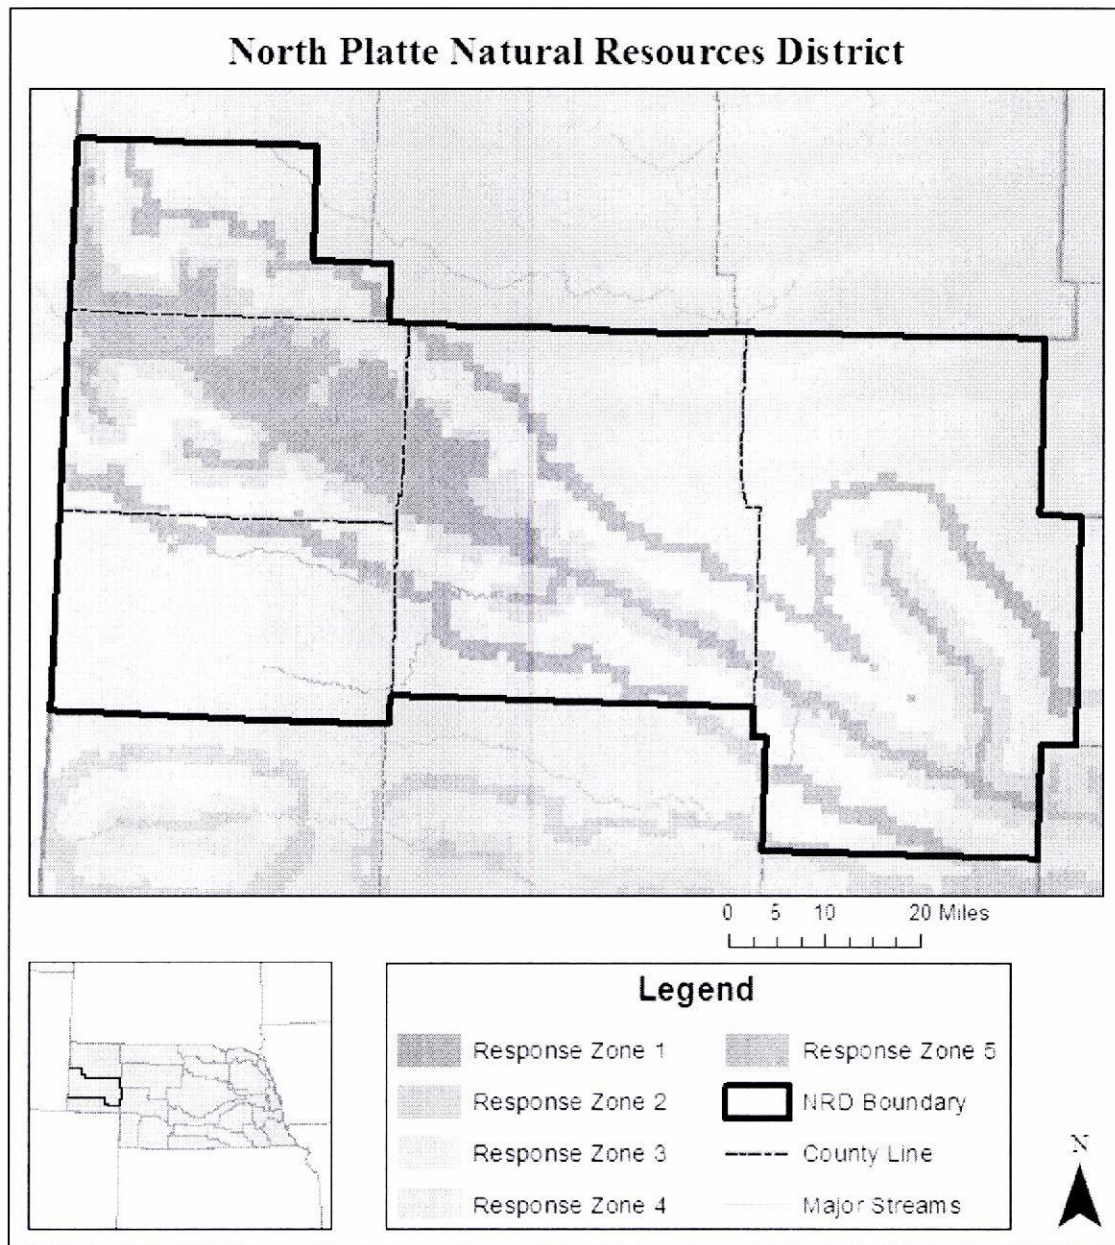 North Platte Natural Resources District
0 5 10 20 Miles
Legend
Response Zone 1
Response Zone 2
Response Zone 3
Response Zone 4
Response Zone 5
NRD Boundary
County Line
Major Streams
N